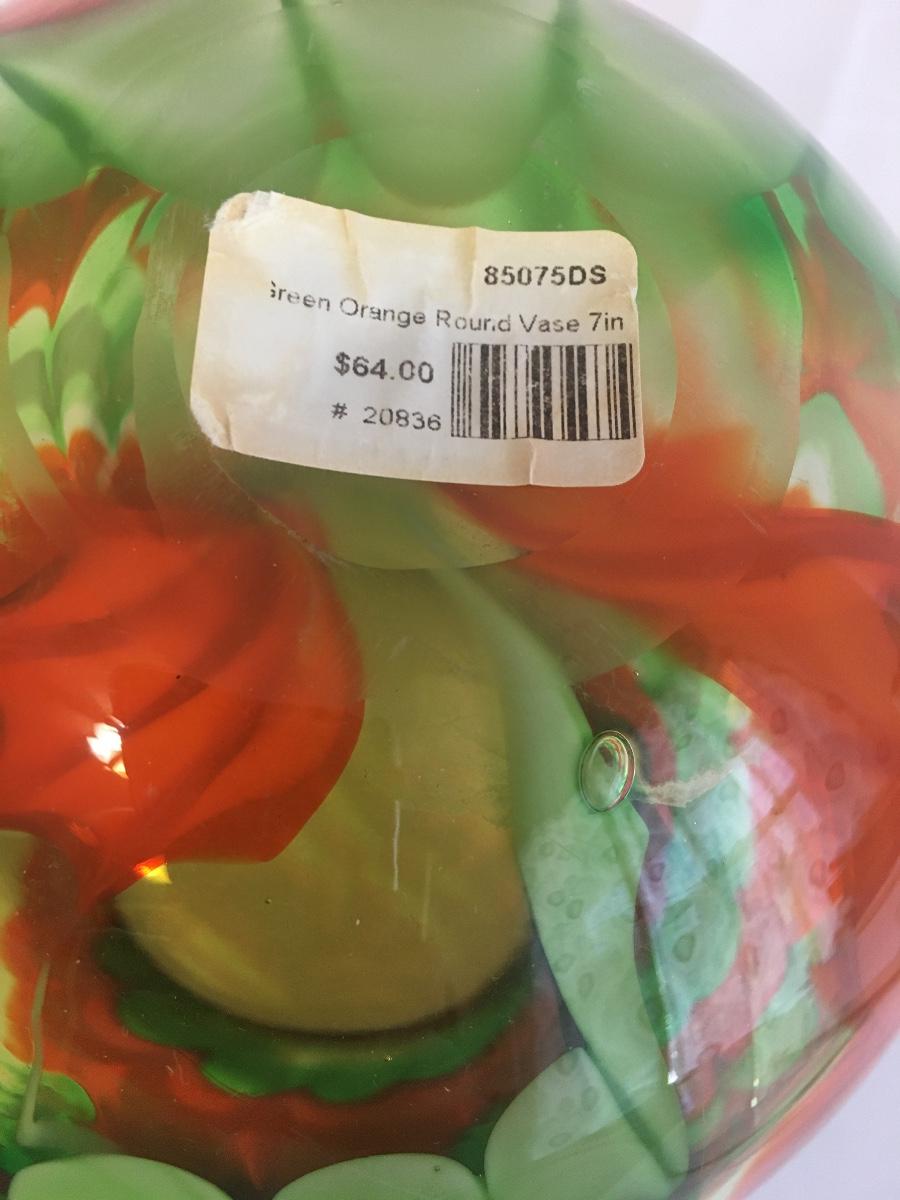 85075DS
Green Orange Round Vase 7in
$64.00
# 20836